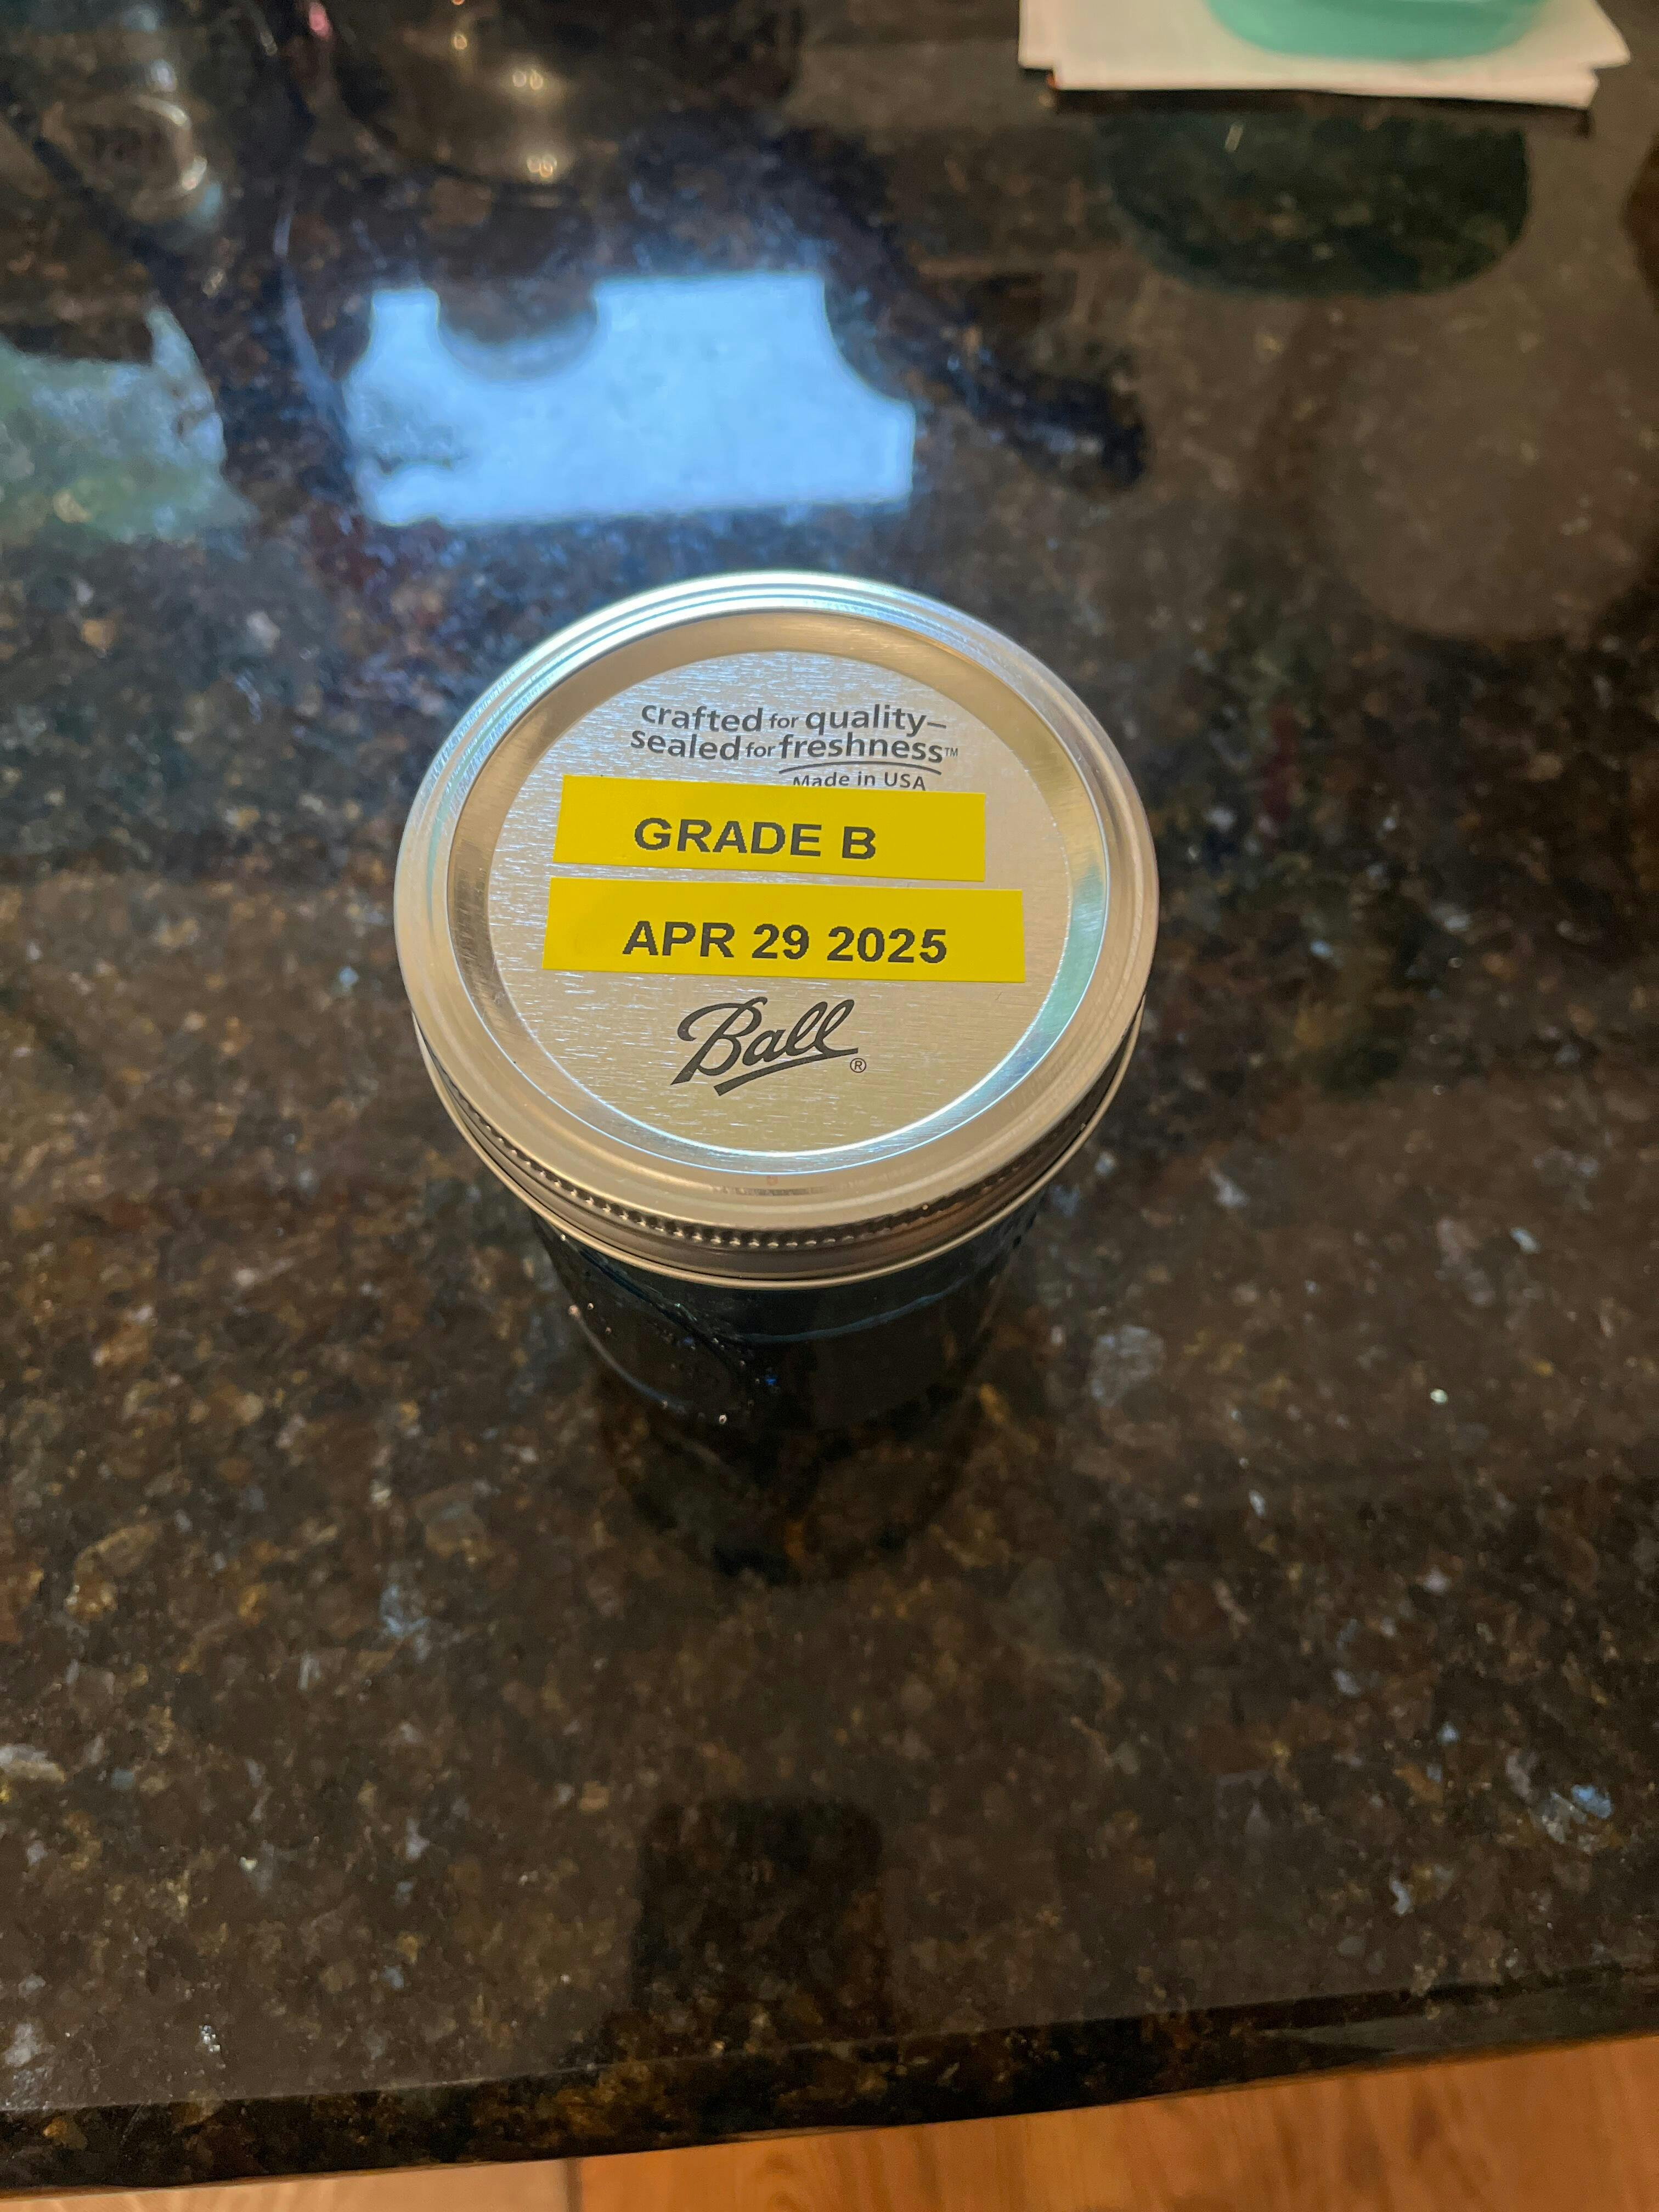 crafted for quality–
sealed for freshness™
Made in USA
GRADE B
APR 29 2025
Ball®